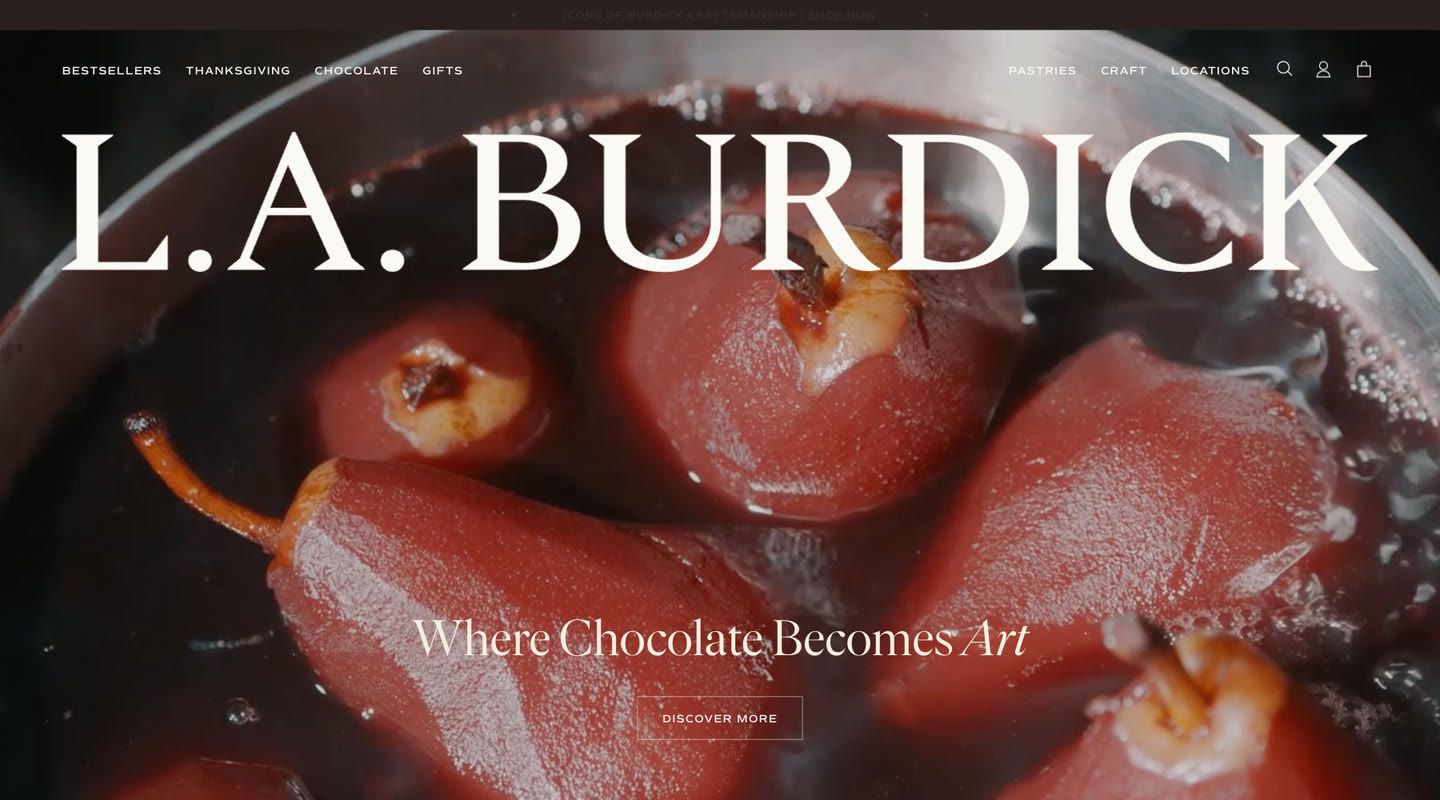 ICONS OF BURDICK CRAFTSMANSHIP | SHOP NOW
BESTSELLERS THANKSGIVING CHOCOLATE GIFTS PASTRIES CRAFT LOCATIONS
L.A. BURDICK
Where Chocolate Becomes Art
DISCOVER MORE